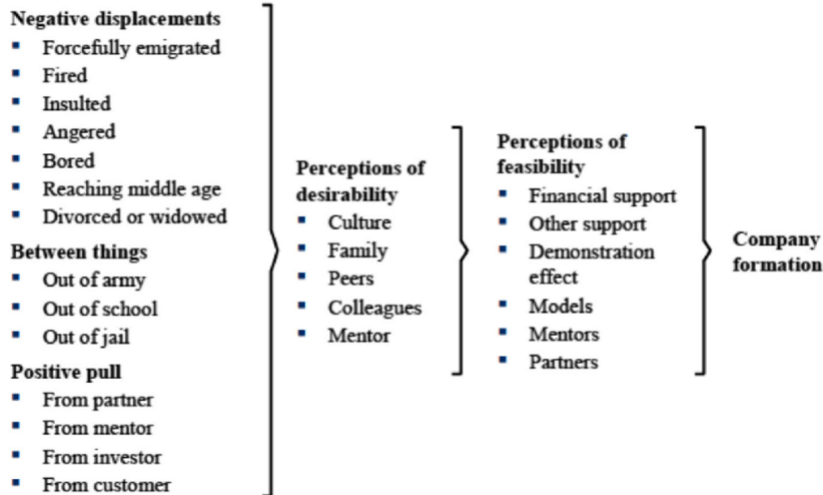 Negative displacements
▪ Forcefully emigrated
▪ Fired
▪ Insulted
▪ Angered
▪ Bored
▪ Reaching middle age
▪ Divorced or widowed
Between things
▪ Out of army
▪ Out of school
▪ Out of jail
Positive pull
▪ From partner
▪ From mentor
▪ From investor
▪ From customer
Perceptions of
desirability
▪ Culture
▪ Family
▪ Peers
▪ Colleagues
▪ Mentor
Perceptions of
feasibility
▪ Financial support
▪ Other support
▪ Demonstration
effect
▪ Models
▪ Mentors
▪ Partners
Company
formation